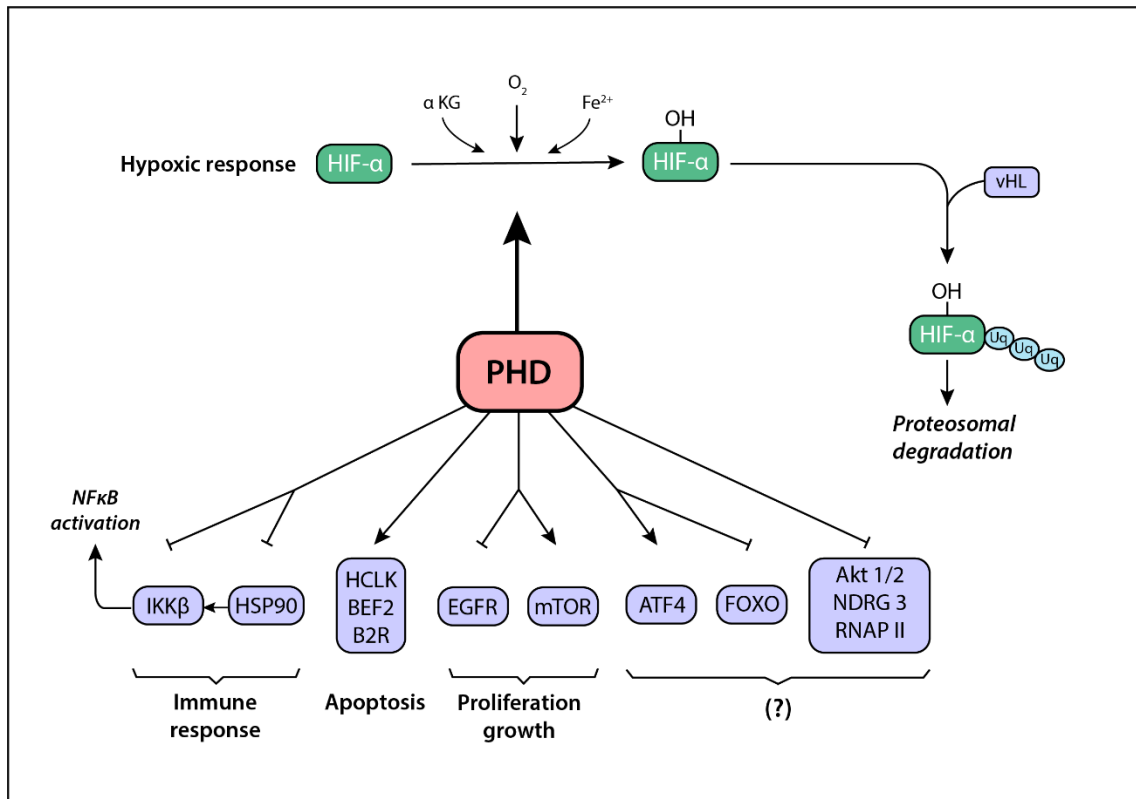 O2
α KG
Fe2+
Hypoxic response
HIF-α
OH
HIF-α
vHL
OH
HIF-α
Uq
Uq
Uq
Proteosomal
degradation
PHD
NFκB
activation
IKKβ
HSP90
HCLK
BEF2
B2R
EGFR
mTOR
ATF4
FOXO
Akt 1/2
NDRG 3
RNAP II
Immune
response
Apoptosis
Proliferation
growth
(?)